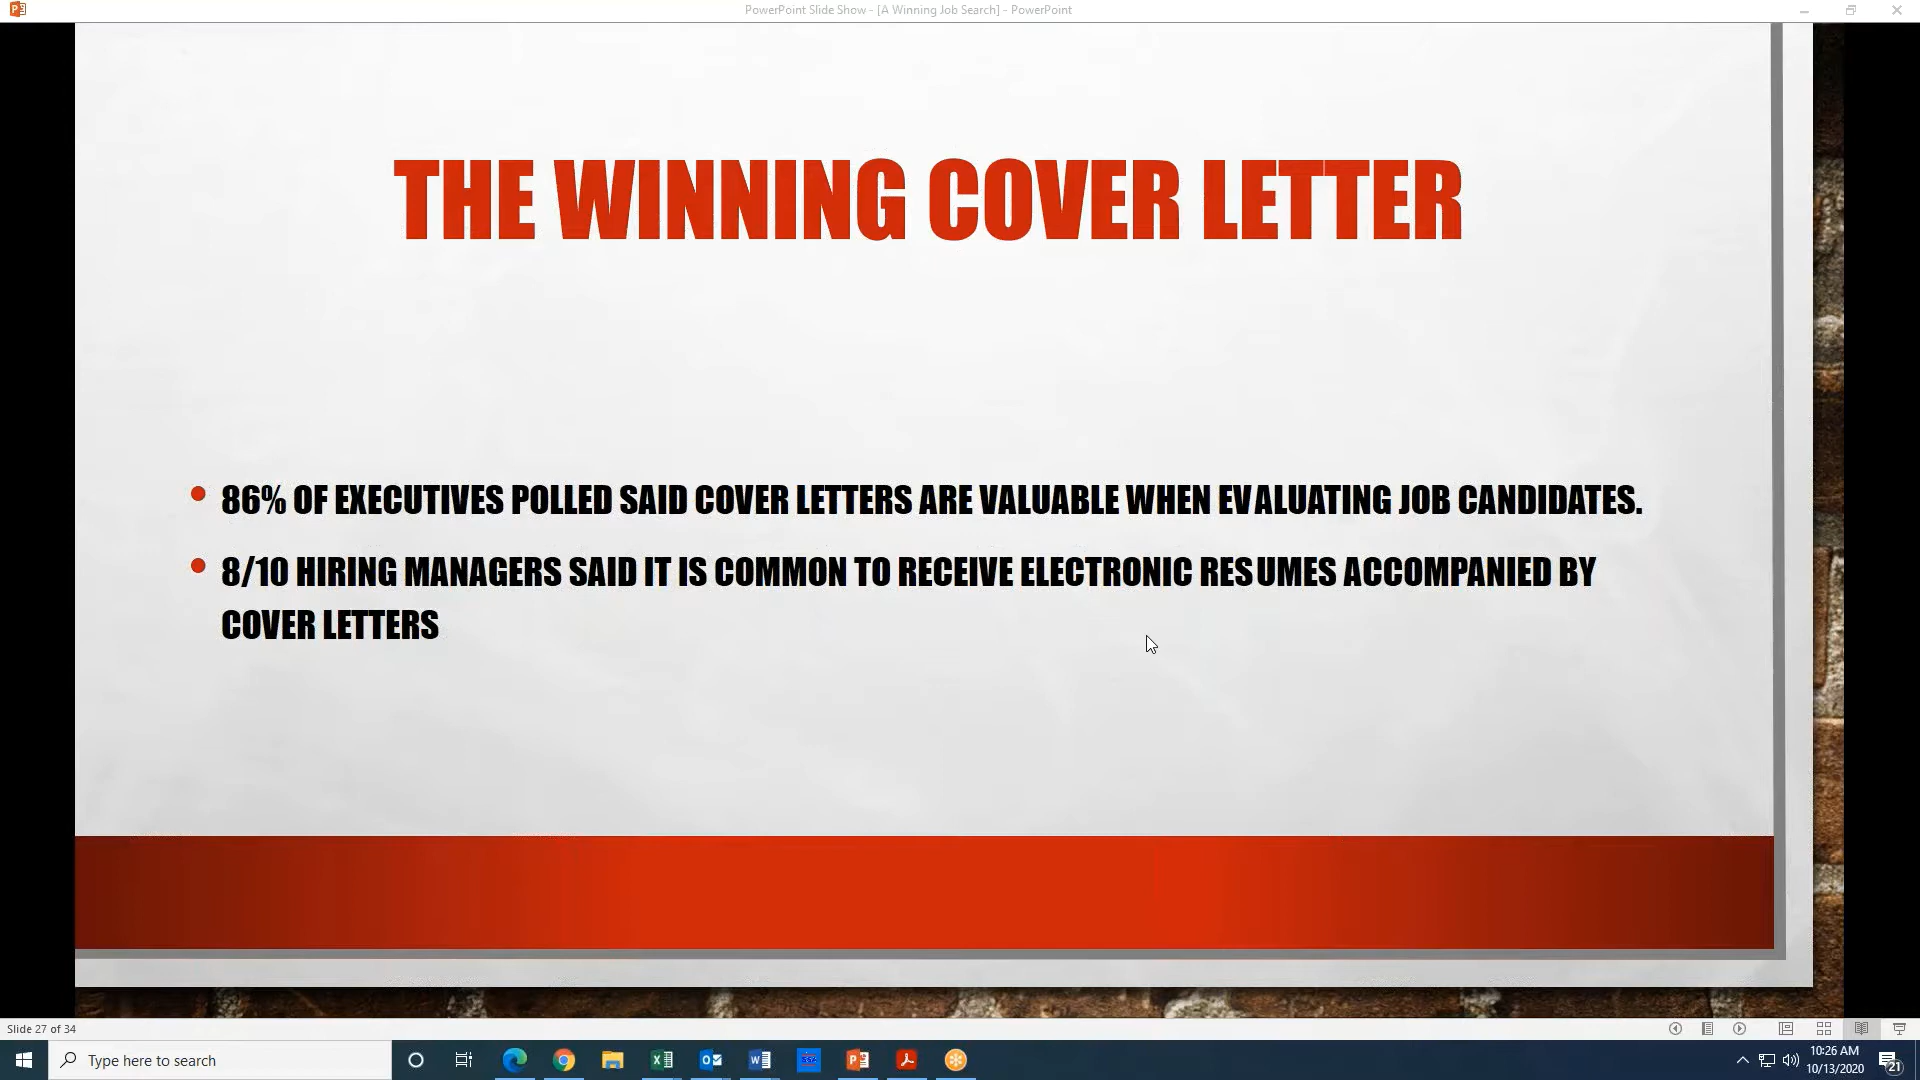 PowerPoint Slide Show - [A Winning Job Search] - PowerPoint
THE WINNING COVER LETTER
• 86% OF EXECUTIVES POLLED SAID COVER LETTERS ARE VALUABLE WHEN EVALUATING JOB CANDIDATES.
• 8/10 HIRING MANAGERS SAID IT IS COMMON TO RECEIVE ELECTRONIC RESUMES ACCOMPANIED BY
COVER LETTERS
Slide 27 of 34
Type here to search
10:26 AM
10/13/2020
21